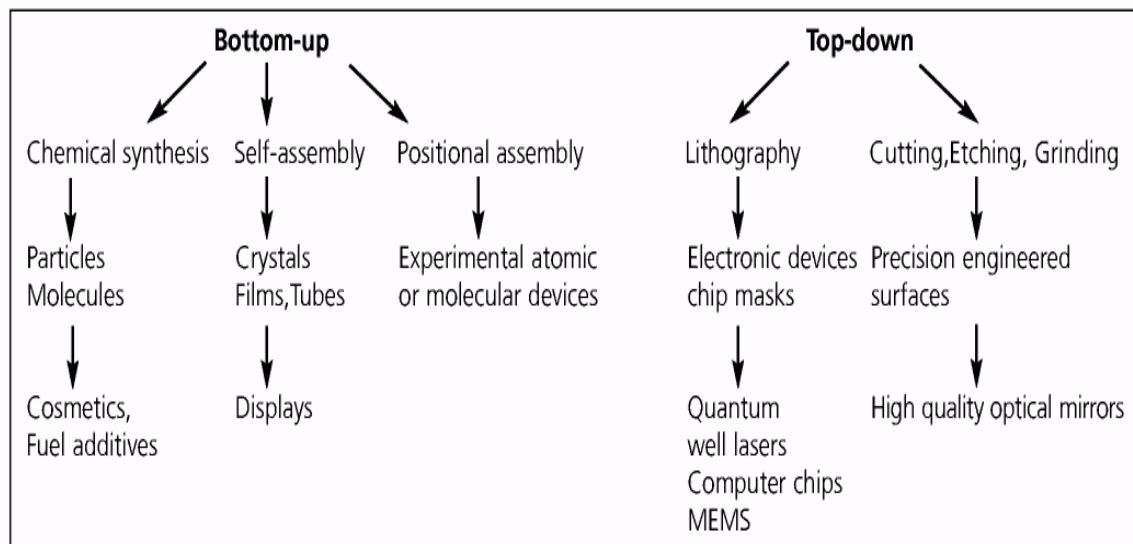 Bottom-up
Top-down
Chemical synthesis
Self-assembly
Positional assembly
Lithography
Cutting,Etching, Grinding
Particles
Molecules
Crystals
Films,Tubes
Experimental atomic
or molecular devices
Electronic devices
chip masks
Precision engineered
surfaces
Cosmetics,
Fuel additives
Displays
Quantum
well lasers
Computer chips
MEMS
High quality optical mirrors